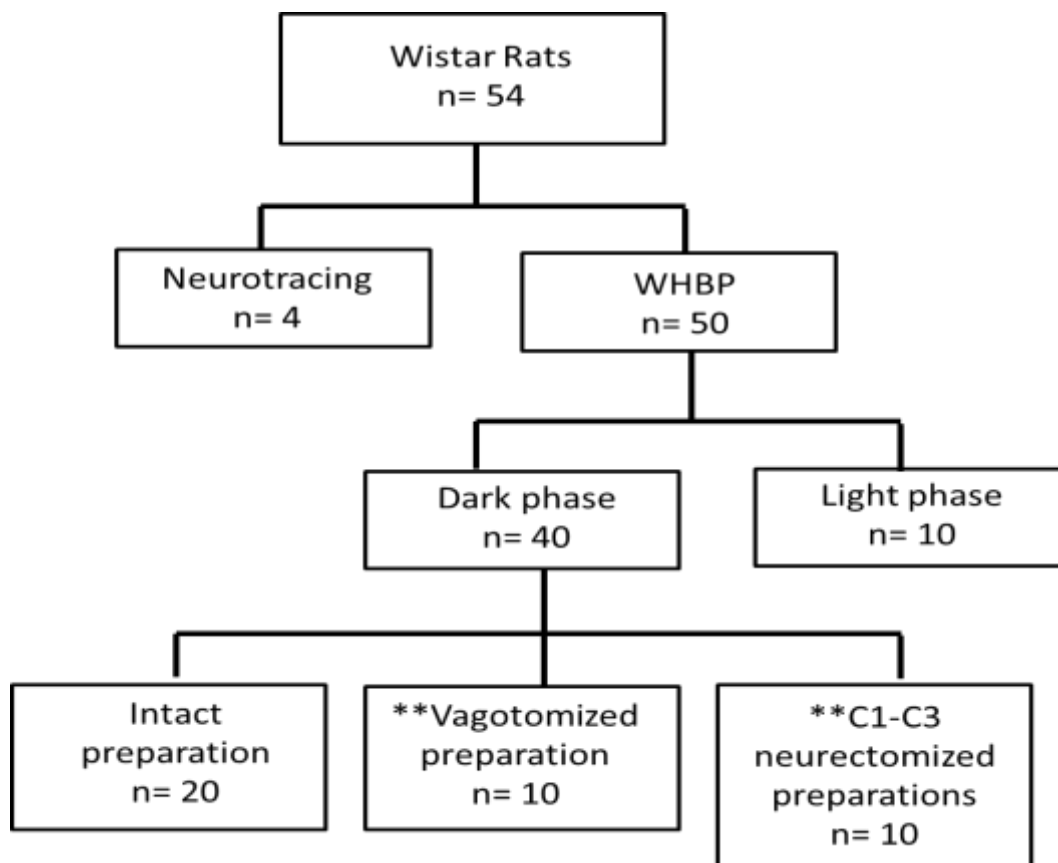 Wistar Rats
n= 54
Neurotracing
n= 4
WHBP
n= 50
Dark phase
n= 40
Light phase
n= 10
Intact
preparation
n= 20
**Vagotomized
preparation
n= 10
**C1-C3
neurectomized
preparations
n= 10